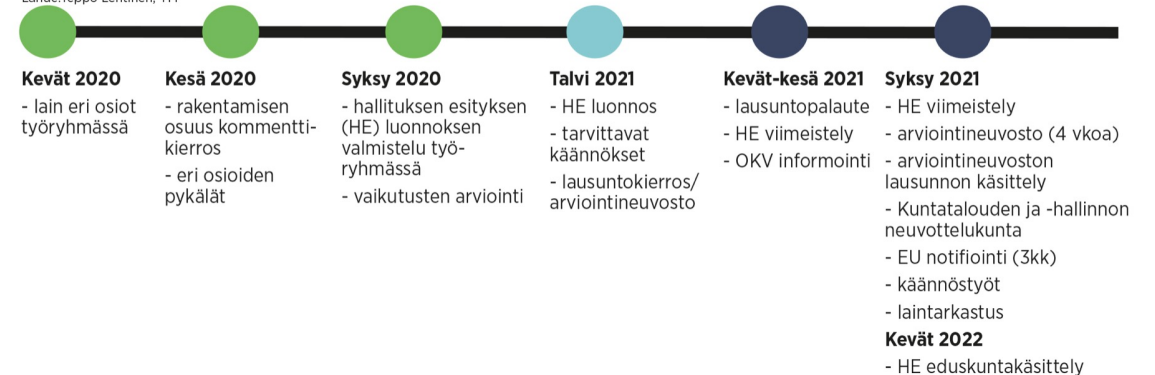 Kevät 2020
- lain eri osiot
työryhmässä
Kesä 2020
- rakentamisen
osuus kommentti-
kierros
- eri osioiden
pykälät
Syksy 2020
- hallituksen esityksen
(HE) luonnoksen
valmistelu työ-
ryhmässä
- vaikutusten arviointi
Talvi 2021
- HE luonnos
- tarvittavat
käännökset
- lausuntokierros/
arviointineuvosto
Kevät-kesä 2021
- lausuntopalaute
- HE viimeistely
- OKV informointi
Syksy 2021
- HE viimeistely
- arviointineuvosto (4 vkoa)
- arviointineuvoston
lausunnon käsittely
- Kuntatalouden ja -hallinnon
neuvottelukunta
- EU notifiointi (3kk)
- käännöstyöt
- laintarkastus
Kevät 2022
- HE eduskuntakäsittely